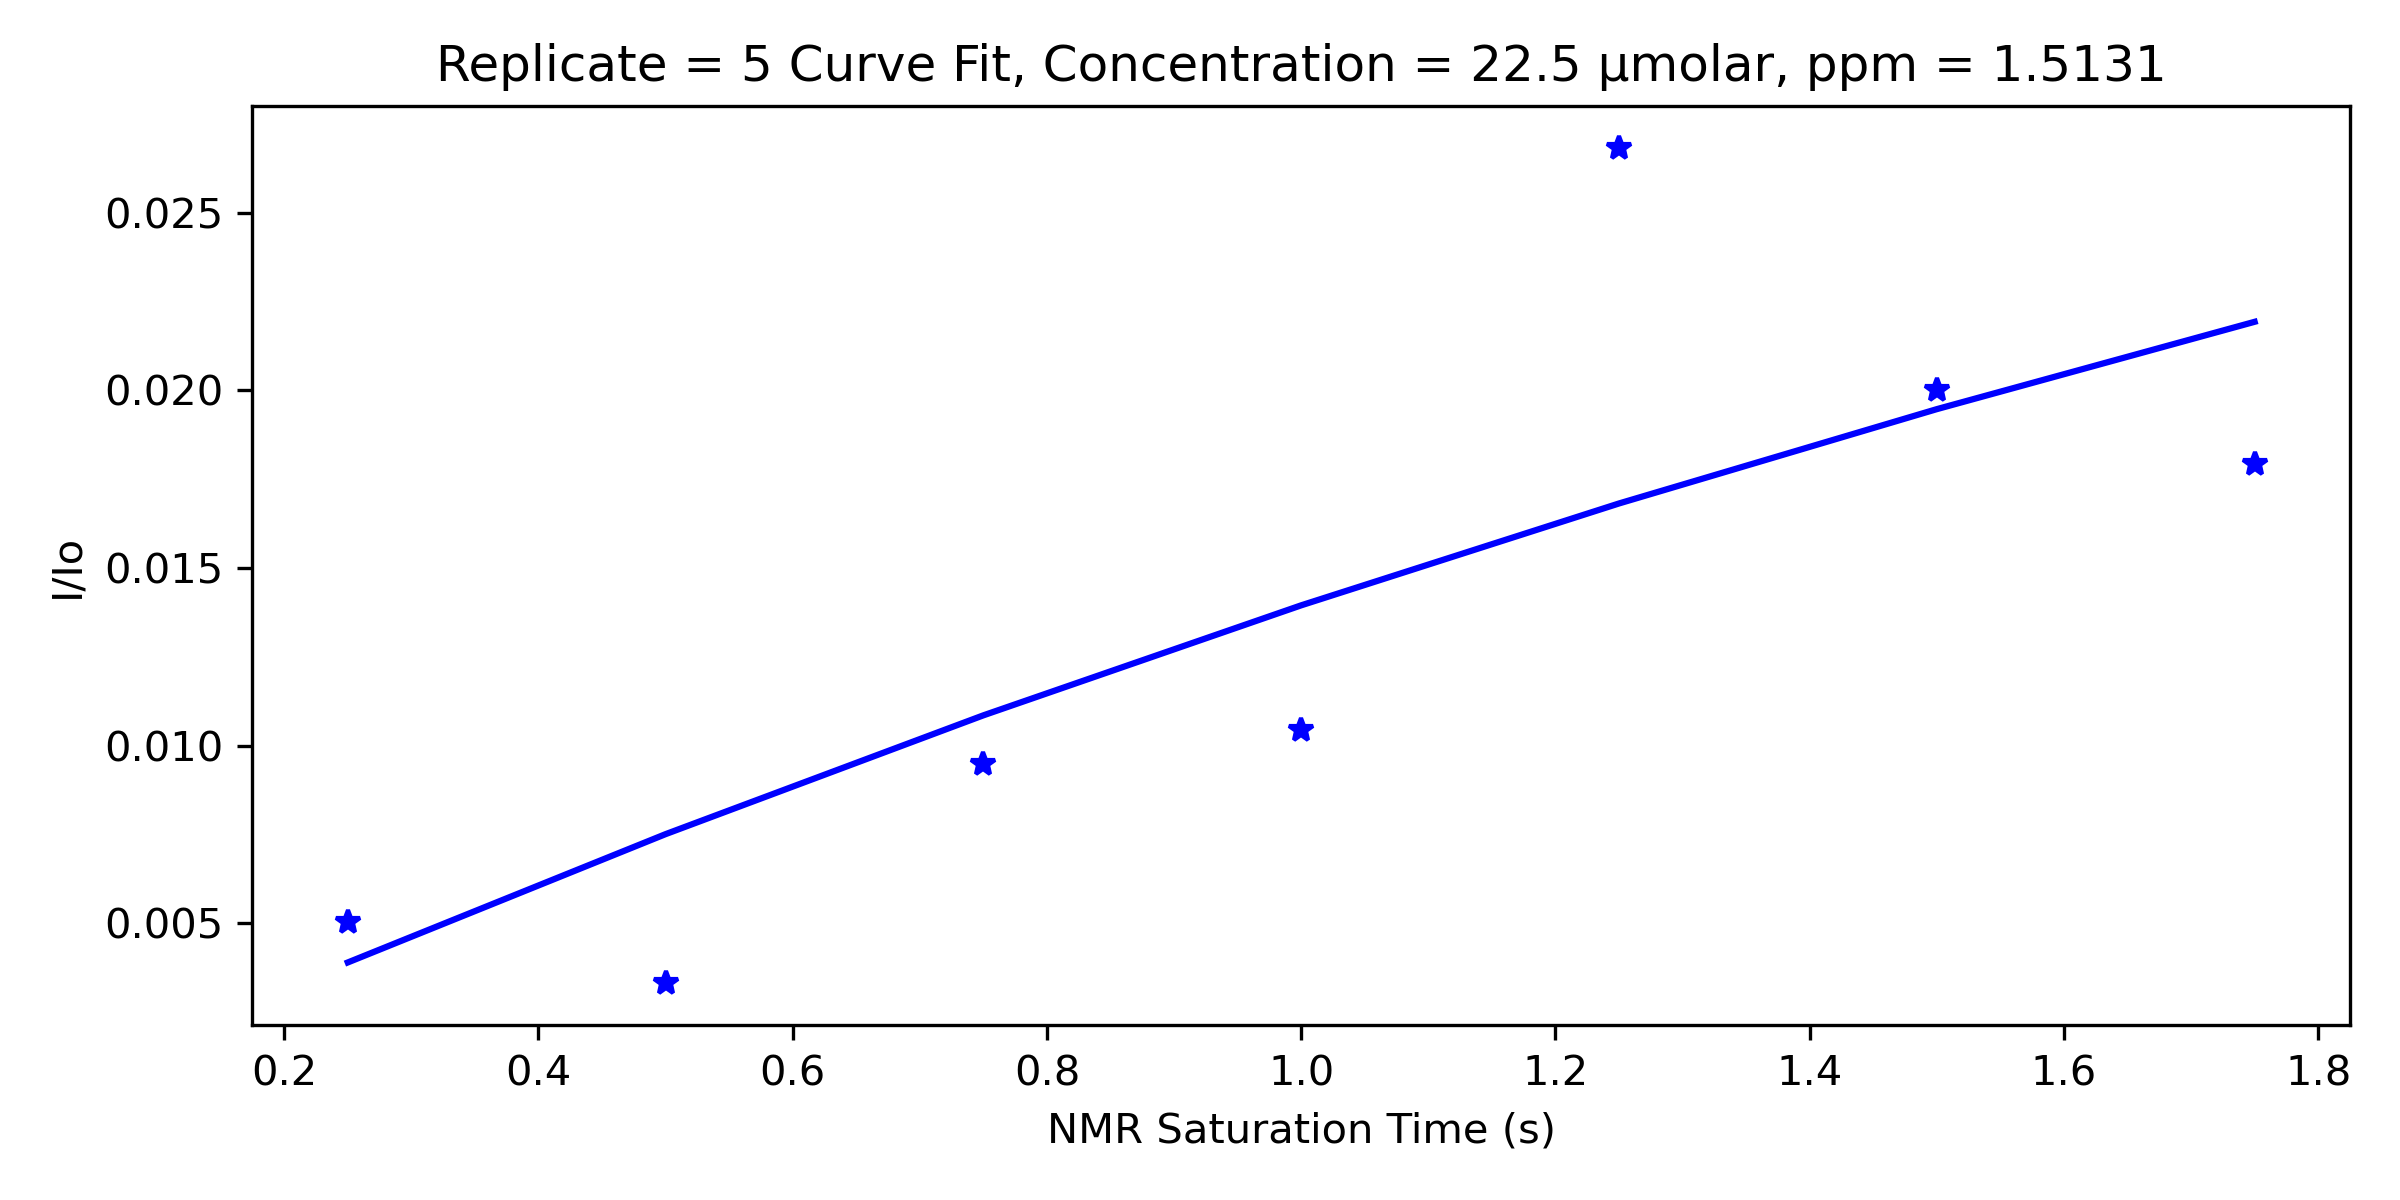 Replicate = 5 Curve Fit, Concentration = 22.5 µmolar, ppm = 1.5131
0.025
0.020
0.015
0.010
0.005
I/Io
0.2 0.4 0.6 0.8 1.0 1.2 1.4 1.6 1.8
NMR Saturation Time (s)